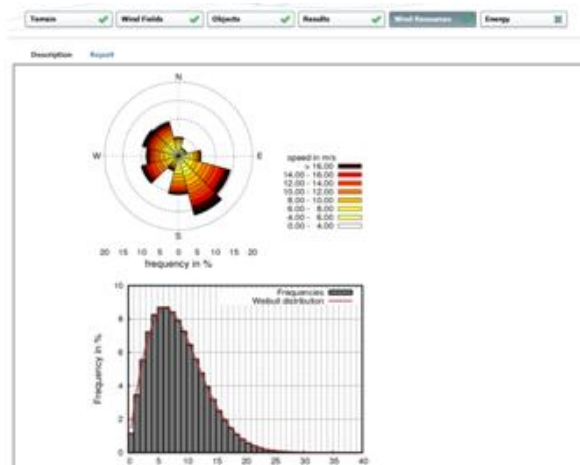 Terrain Wind Fields Objects Results Wind Resources Energy
Description Report
N
W E
S
speed in m/s
> 16.00
14.00 - 16.00
12.00 - 14.00
10.00 - 12.00
8.00 - 10.00
6.00 - 8.00
4.00 - 6.00
0.00 - 4.00
20 15 10 5 0 5 10 15 20
frequency in %
Frequencies
Weibull distribution
Frequency in %
10
8
6
4
2
0
0 5 10 15 20 25 30 35 40